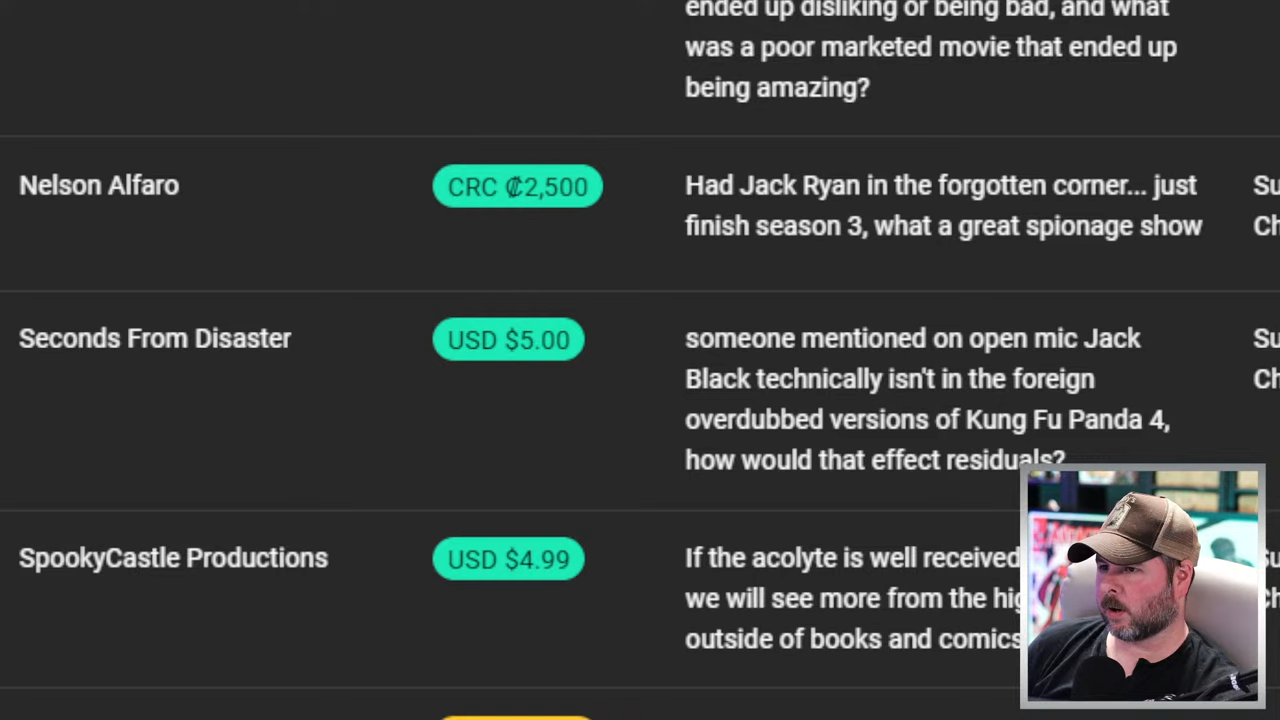 ended up disliking or being bad, and what
was a poor marketed movie that ended up
being amazing?
Nelson Alfaro
CRC ₡2,500
Had Jack Ryan in the forgotten corner... just
finish season 3, what a great spionage show
Su
Ch
Seconds From Disaster
USD $5.00
someone mentioned on open mic Jack
Black technically isn't in the foreign
overdubbed versions of Kung Fu Panda 4,
how would that effect residuals?
Su
Ch
SpookyCastle Productions
USD $4.99
If the acolyte is well received
we will see more from the hig
outside of books and comics